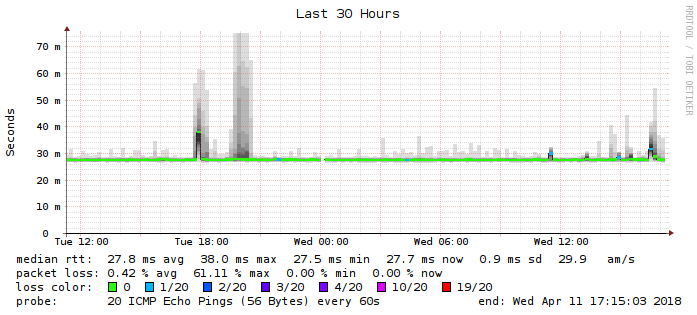 Last 30 Hours
RRDTOOL / TOBI OETIKER
Seconds
70 m
60 m
50 m
40 m
30 m
20 m
10 m
0
Tue 12:00 Tue 18:00 Wed 00:00 Wed 06:00 Wed 12:00
median rtt: 27.8 ms avg 38.0 ms max 27.5 ms min 27.7 ms now 0.9 ms sd 29.9 am/s
packet loss: 0.42 % avg 61.11 % max 0.00 % min 0.00 % now
loss color: 0 1/20 2/20 3/20 4/20 10/20 19/20
probe: 20 ICMP Echo Pings (56 Bytes) every 60s end: Wed Apr 11 17:15:03 2018